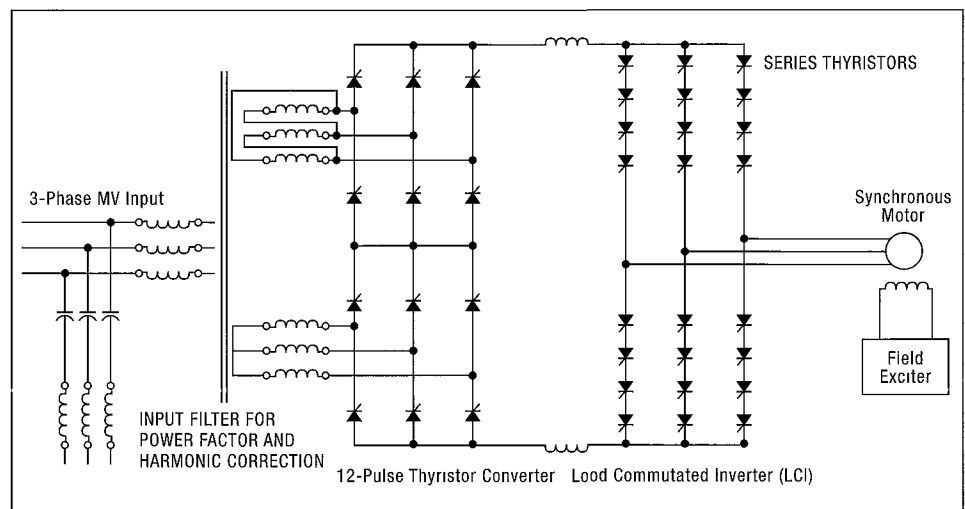 SERIES THYRISTORS
3-Phase MV Input
Synchronous
Motor
Field
Exciter
INPUT FILTER FOR
POWER FACTOR AND
HARMONIC CORRECTION
12-Pulse Thyristor Converter
Lood Commutated Inverter (LCI)